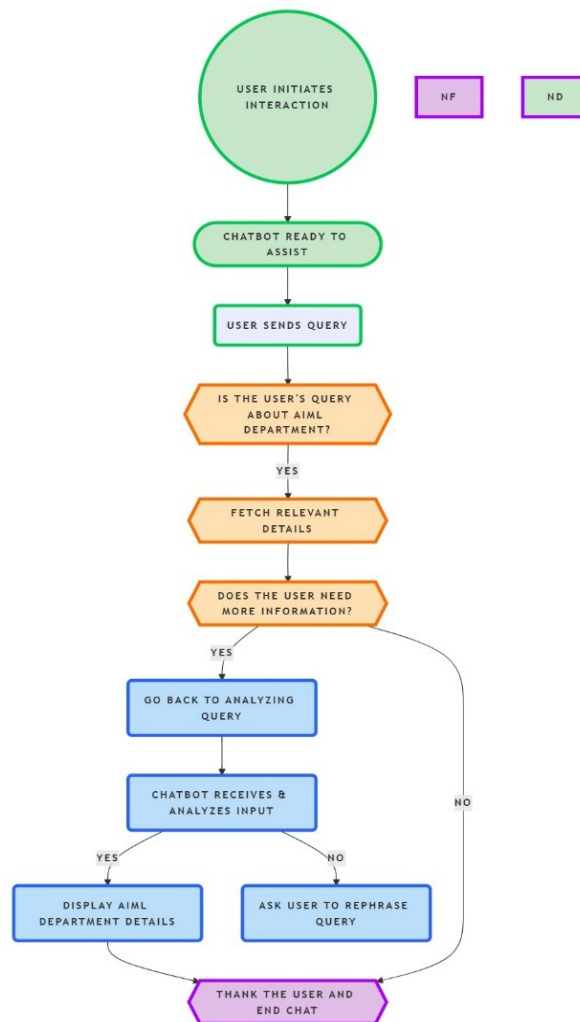 USER INITIATES
INTERACTION
NF
ND
CHATBOT READY TO
ASSIST
USER SENDS QUERY
IS THE USER'S QUERY
ABOUT AIML
DEPARTMENT?
YES
FETCH RELEVANT
DETAILS
DOES THE USER NEED
MORE INFORMATION?
YES
GO BACK TO ANALYZING
QUERY
CHATBOT RECEIVES &
ANALYZES INPUT
NO
YES
NO
DISPLAY AIML
DEPARTMENT DETAILS
ASK USER TO REPHRASE
QUERY
THANK THE USER AND
END CHAT